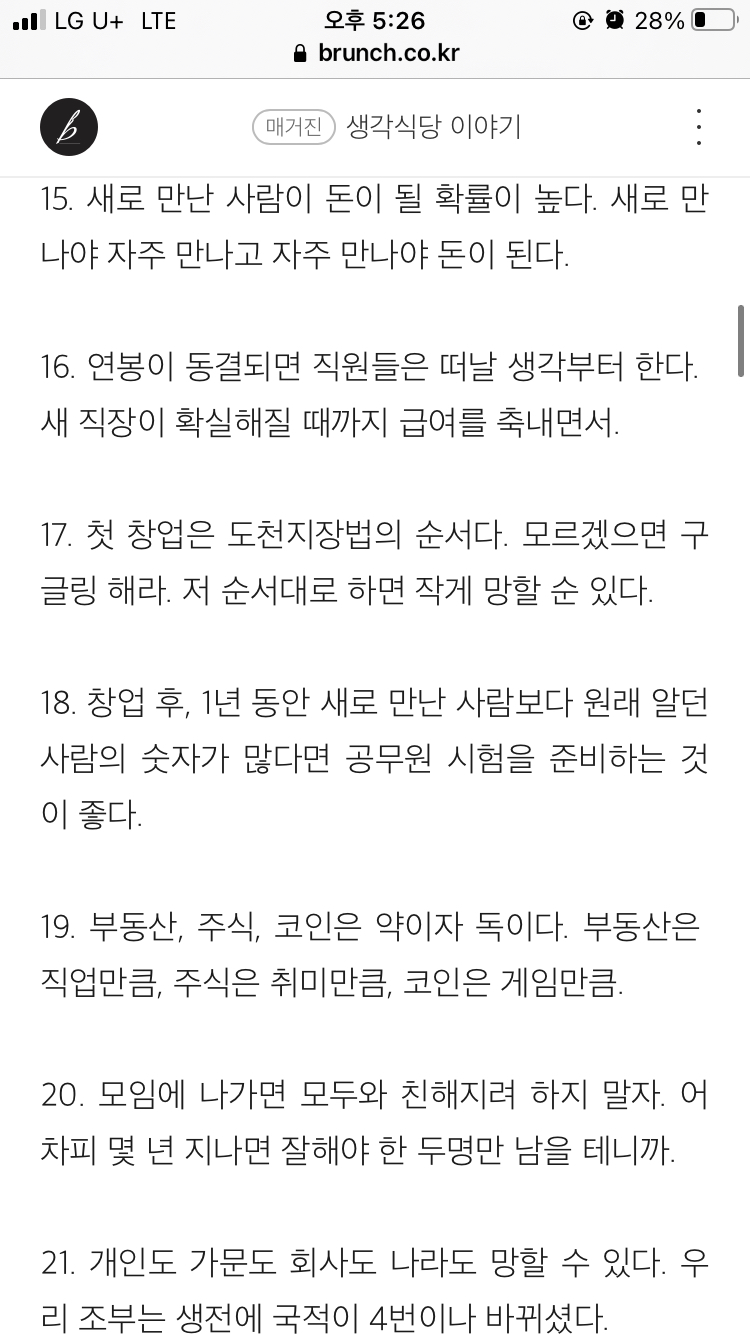 LG U+ LTE 오후 5:26 28%
brunch.co.kr
b 매거진 생각식당 이야기
15. 새로 만난 사람이 돈이 될 확률이 높다. 새로 만
나야 자주 만나고 자주 만나야 돈이 된다.
16. 연봉이 동결되면 직원들은 떠날 생각부터 한다.
새 직장이 확실해질 때까지 급여를 축내면서.
17. 첫 창업은 도천지장법의 순서다. 모르겠으면 구
글링 해라. 저 순서대로 하면 작게 망할 순 있다.
18. 창업 후, 1년 동안 새로 만난 사람보다 원래 알던
사람의 숫자가 많다면 공무원 시험을 준비하는 것
이 좋다.
19. 부동산, 주식, 코인은 약이자 독이다. 부동산은
직업만큼, 주식은 취미만큼, 코인은 게임만큼.
20. 모임에 나가면 모두와 친해지려 하지 말자. 어
차피 몇 년 지나면 잘해야 한 두명만 남을 테니까.
21. 개인도 가문도 회사도 나라도 망할 수 있다. 우
리 조부는 생전에 국적이 4번이나 바뀌셨다.